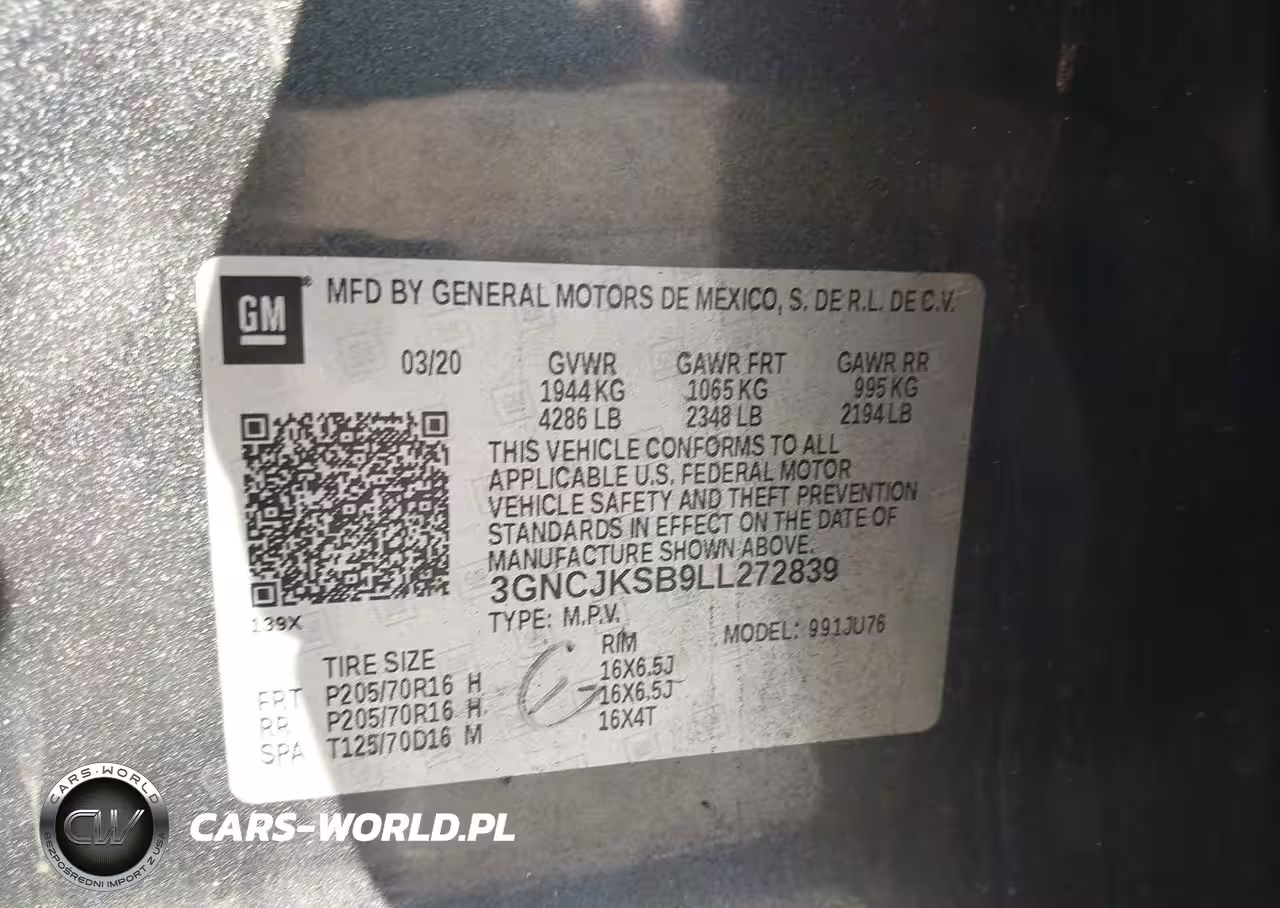 GM
MFD BY GENERAL MOTORS DE MEXICO, S. DE R.L. DE C.V.
03/20 GVWR GAWR FRT GAWR RR
1944 KG 1065 KG 995 KG
4286 LB 2348 LB 2194 LB
THIS VEHICLE CONFORMS TO ALL
APPLICABLE U.S. FEDERAL MOTOR
VEHICLE SAFETY AND THEFT PREVENTION
STANDARDS IN EFFECT ON THE DATE OF
MANUFACTURE SHOWN ABOVE.
3GNCJKSB9LL272839
139X
TYPE: M.P.V. MODEL: 991JU76
TIRE SIZE RIM
FRT P205/70R16 H 16X6.5J
RR P205/70R16 H 16X6.5J
SPA T125/70D16 M 16X4T
CARS-WORLD
CW
BEZPOŚREDNI IMPORT Z USA
CARS-WORLD.PL